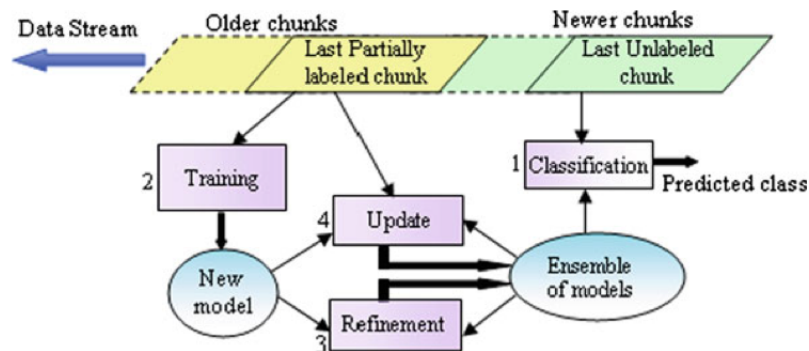 Older chunks
Newer chunks
Data Stream
Last Partially
labeled chunk
Last Unlabeled
chunk
2
Training
1
Classification
Predicted class
4
Update
New
model
Ensemble
of models
Refinement
3